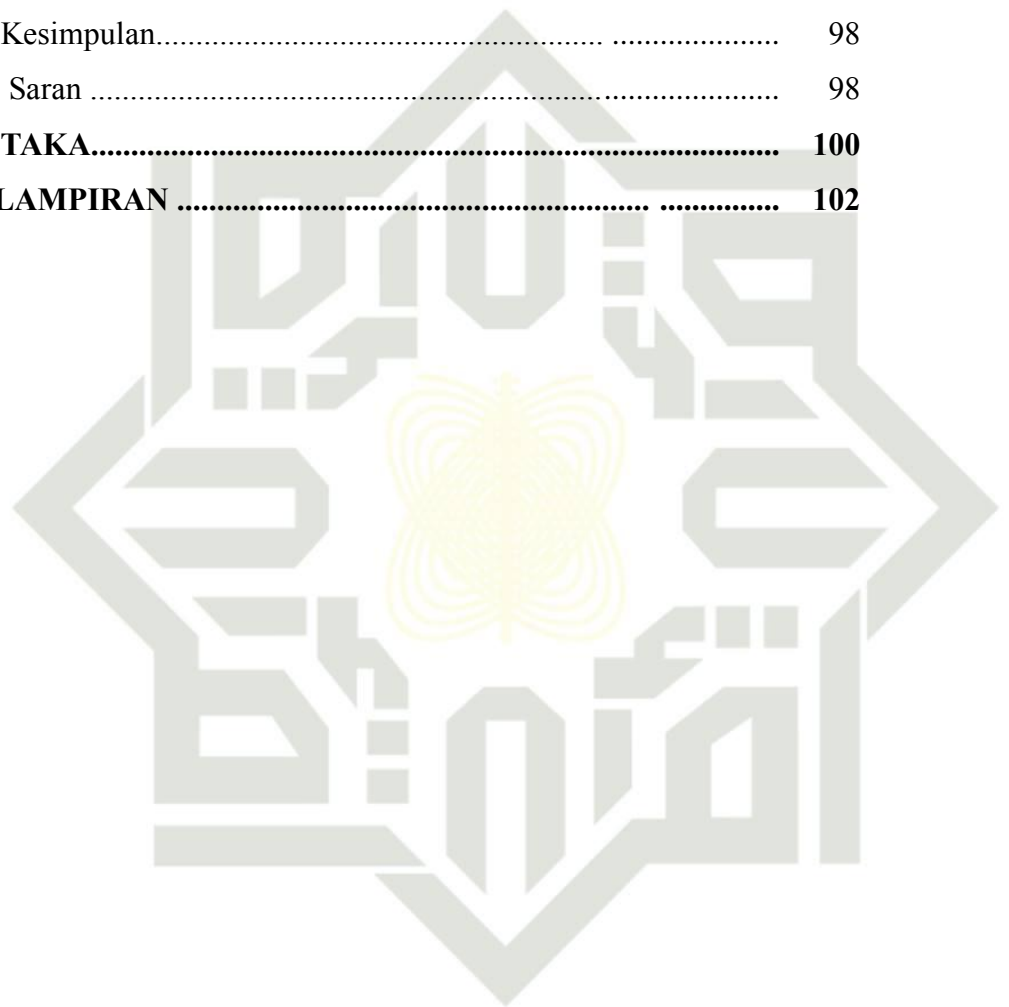 Kesimpulan........................................................... ..................... 98
Saran ................................................................................... 98
TAKA..................................................................................... 100
LAMPIRAN .......................................................... ............... 102